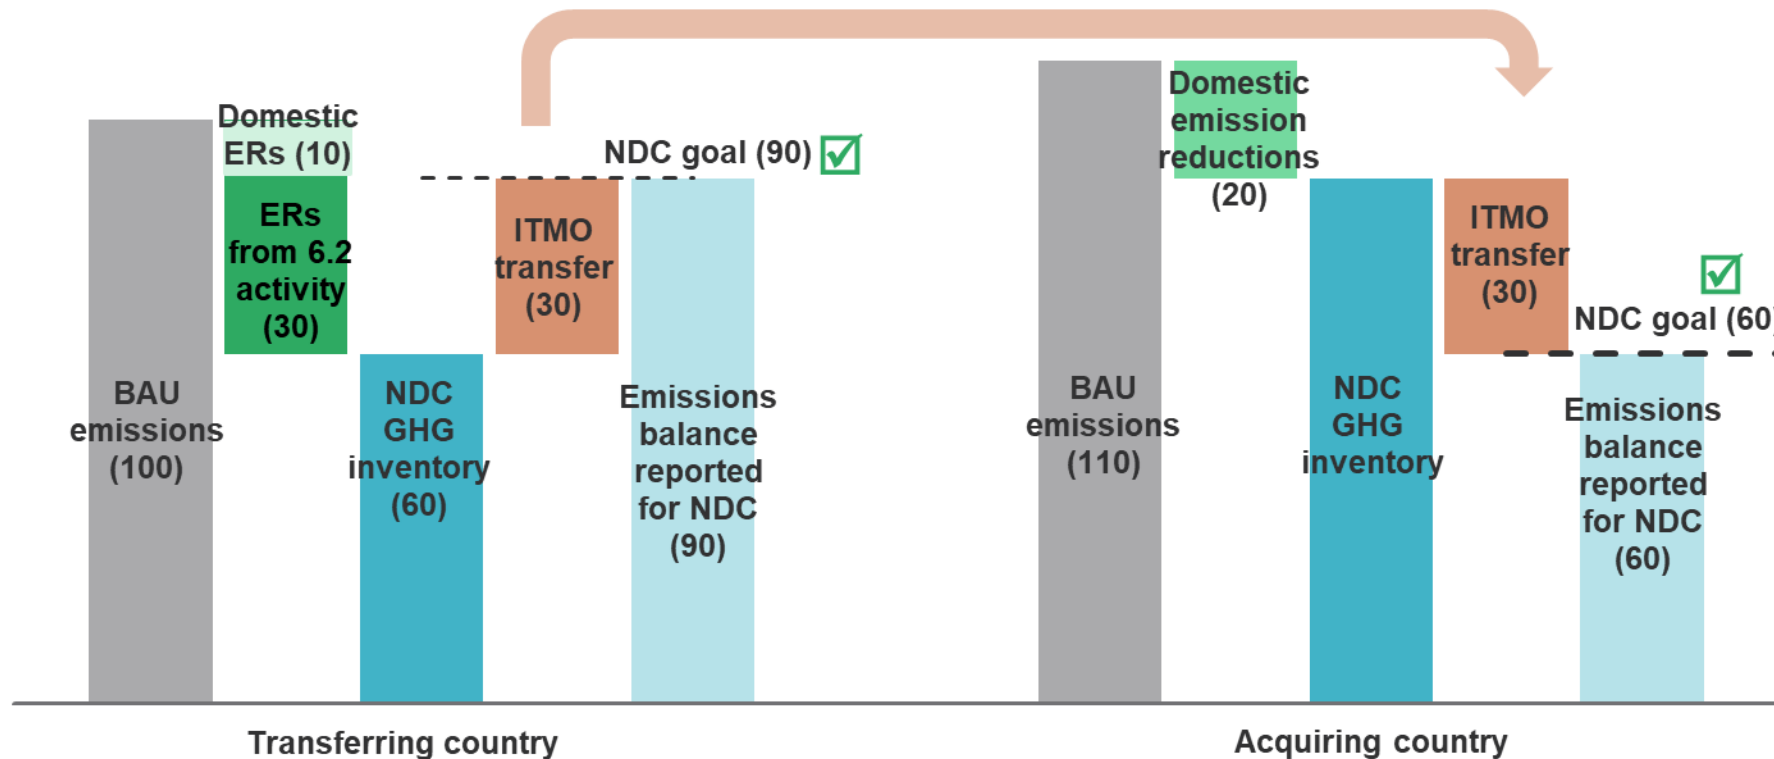 Domestic
ERs (10)
ERs
from 6.2
activity
(30)
BAU
emissions
(100)
NDC
GHG
inventory
(60)
ITMO
transfer
(30)
NDC goal (90)
Emissions
balance
reported
for NDC
(90)
Transferring country
Domestic
emission
reductions
(20)
BAU
emissions
(110)
NDC
GHG
inventory
ITMO
transfer
(30)
NDC goal (60)
Emissions
balance
reported
for NDC
(60)
Acquiring country